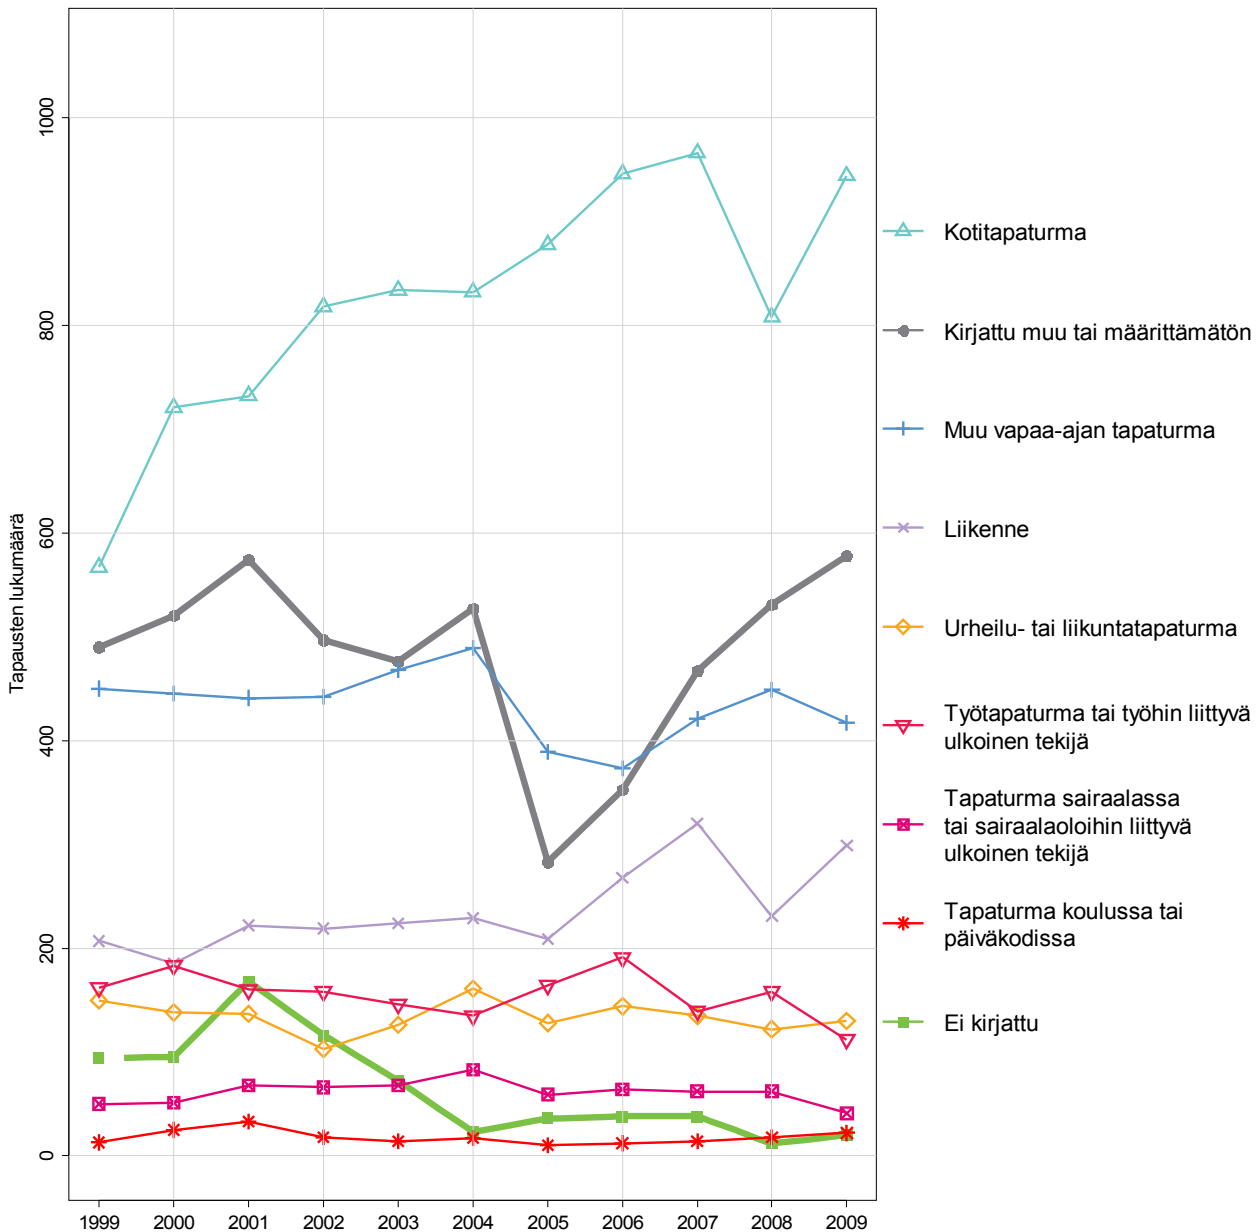 Tapausten lukumäärä
1000
800
600
400
200
0
1999 2000 2001 2002 2003 2004 2005 2006 2007 2008 2009
Kotitapaturma
Kirjattu muu tai määrittämätön
Muu vapaa-ajan tapaturma
Liikenne
Urheilu- tai liikuntatapaturma
Työtapaturma tai työhin liittyvä
ulkoinen tekijä
Tapaturma sairaalassa
tai sairaalaoloihin liittyvä
ulkoinen tekijä
Tapaturma koulussa tai
päiväkodissa
Ei kirjattu